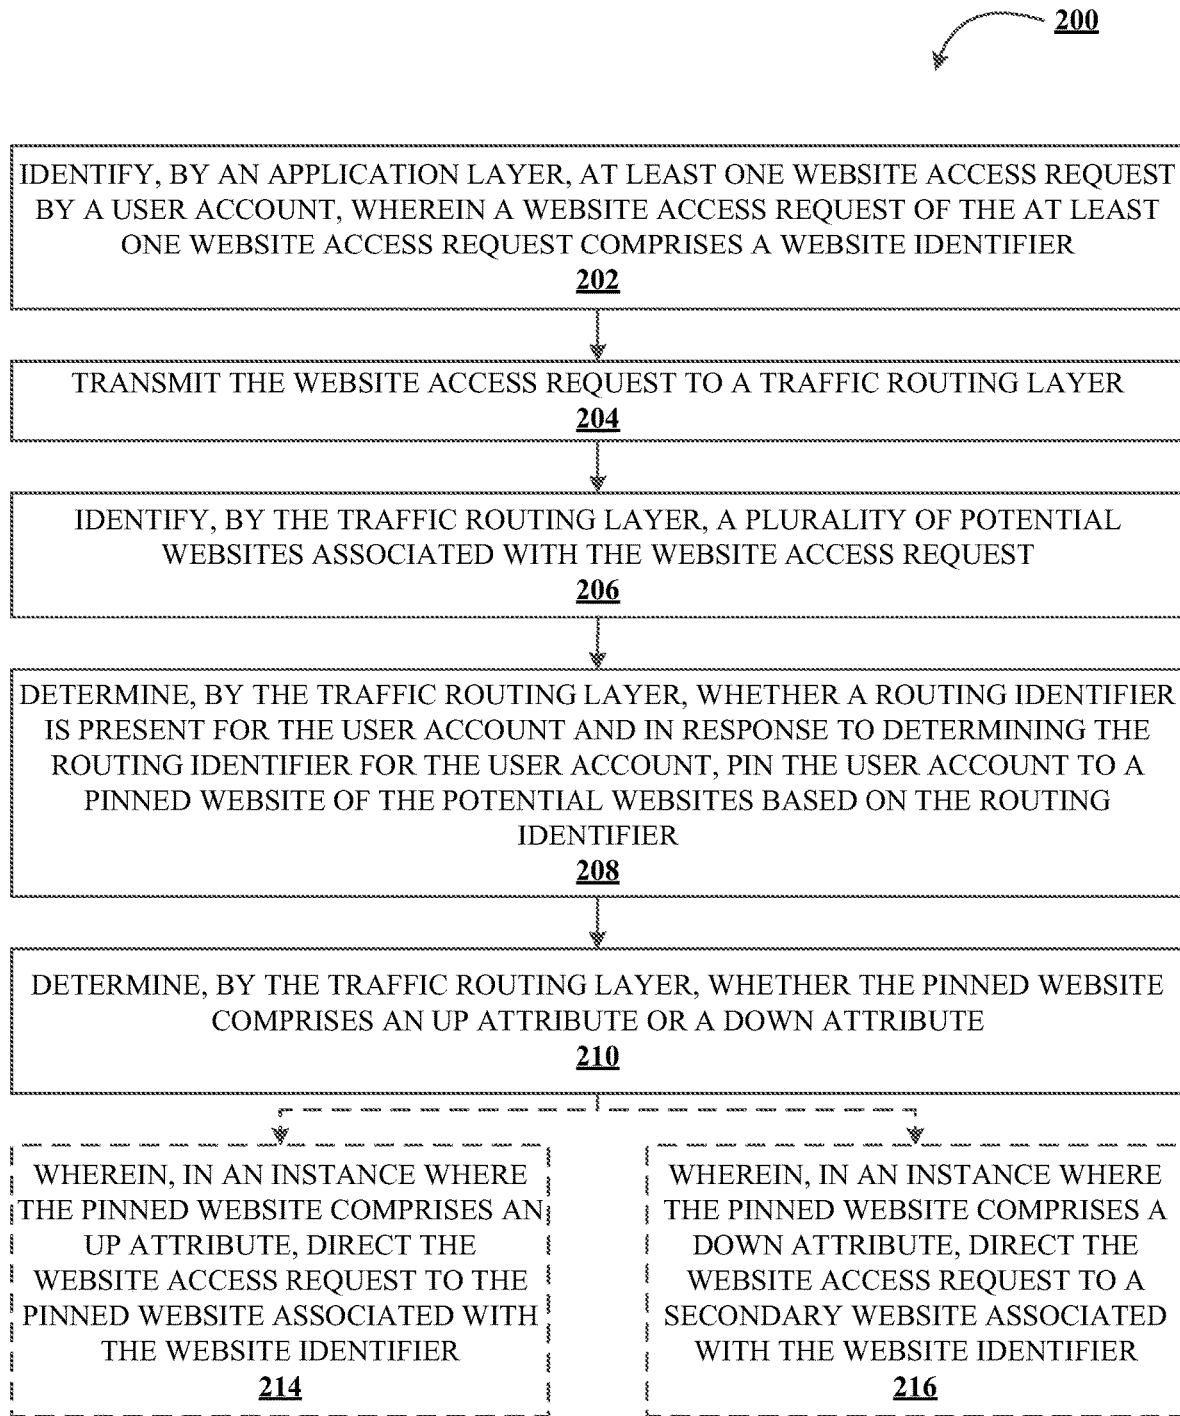 200
IDENTIFY, BY AN APPLICATION LAYER, AT LEAST ONE WEBSITE ACCESS REQUEST
BY A USER ACCOUNT, WHEREIN A WEBSITE ACCESS REQUEST OF THE AT LEAST
ONE WEBSITE ACCESS REQUEST COMPRISES A WEBSITE IDENTIFIER
202
TRANSMIT THE WEBSITE ACCESS REQUEST TO A TRAFFIC ROUTING LAYER
204
IDENTIFY, BY THE TRAFFIC ROUTING LAYER, A PLURALITY OF POTENTIAL
WEBSITES ASSOCIATED WITH THE WEBSITE ACCESS REQUEST
206
DETERMINE, BY THE TRAFFIC ROUTING LAYER, WHETHER A ROUTING IDENTIFIER
IS PRESENT FOR THE USER ACCOUNT AND IN RESPONSE TO DETERMINING THE
ROUTING IDENTIFIER FOR THE USER ACCOUNT, PIN THE USER ACCOUNT TO A
PINNED WEBSITE OF THE POTENTIAL WEBSITES BASED ON THE ROUTING
IDENTIFIER
208
DETERMINE, BY THE TRAFFIC ROUTING LAYER, WHETHER THE PINNED WEBSITE
COMPRISES AN UP ATTRIBUTE OR A DOWN ATTRIBUTE
210
WHEREIN, IN AN INSTANCE WHERE
THE PINNED WEBSITE COMPRISES AN
UP ATTRIBUTE, DIRECT THE
WEBSITE ACCESS REQUEST TO THE
PINNED WEBSITE ASSOCIATED WITH
THE WEBSITE IDENTIFIER
214
WHEREIN, IN AN INSTANCE WHERE
THE PINNED WEBSITE COMPRISES A
DOWN ATTRIBUTE, DIRECT THE
WEBSITE ACCESS REQUEST TO A
SECONDARY WEBSITE ASSOCIATED
WITH THE WEBSITE IDENTIFIER
216